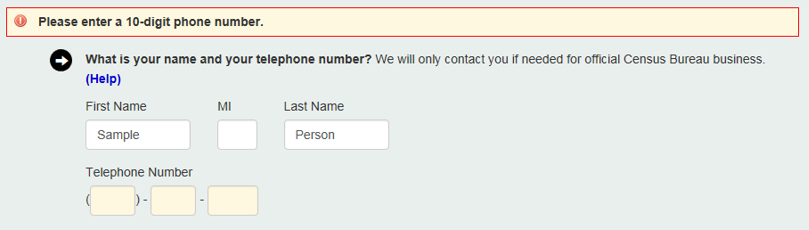 Please enter a 10-digit phone number.
What is your name and your telephone number? We will only contact you if needed for official Census Bureau business.
(Help)
First Name MI Last Name
Sample Person
Telephone Number
( ) - -